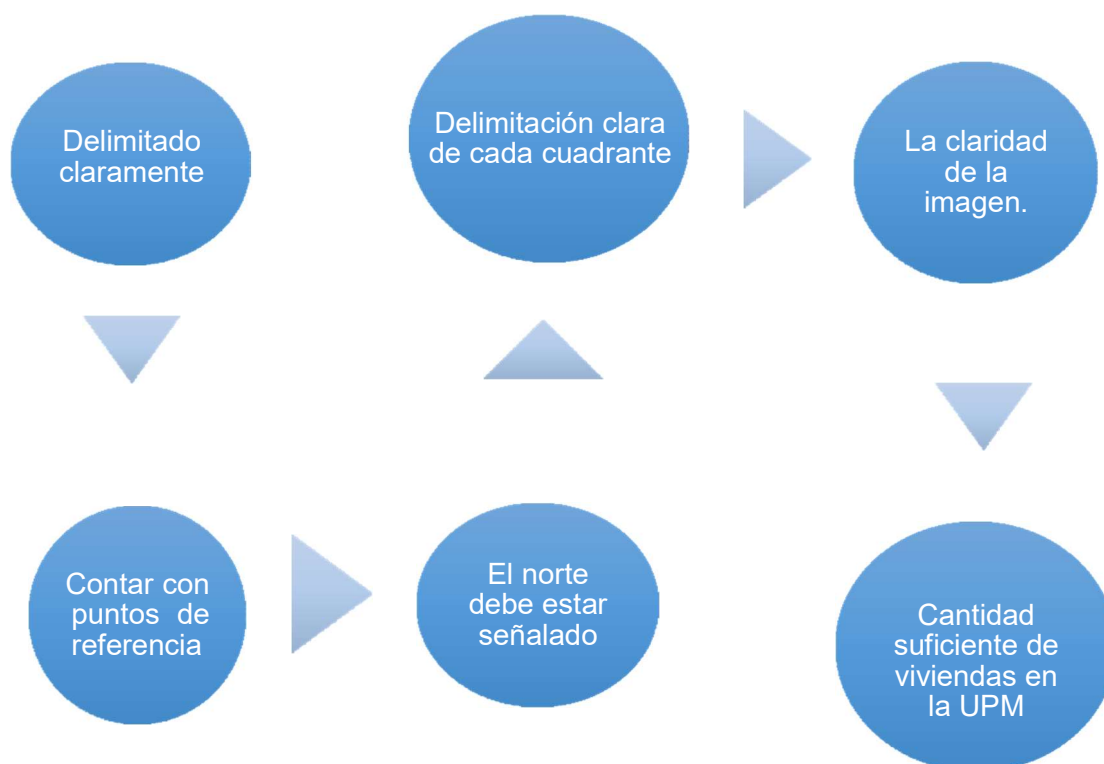 Delimitado
claramente
Contar con
puntos de
referencia
El norte
debe estar
señalado
Delimitación clara
de cada cuadrante
La claridad
de la
imagen.
Cantidad
suficiente de
viviendas en
la UPM